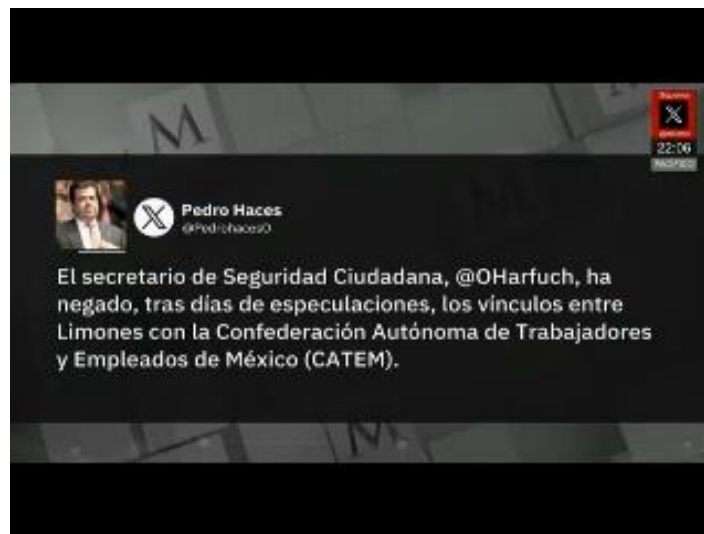 M
22:06
PACÍFICO
Pedro Haces
@PedrohacesO
El secretario de Seguridad Ciudadana, @OHarfuch, ha
negado, tras días de especulaciones, los vínculos entre
Limones con la Confederación Autónoma de Trabajadores
y Empleados de México (CATEM).
M